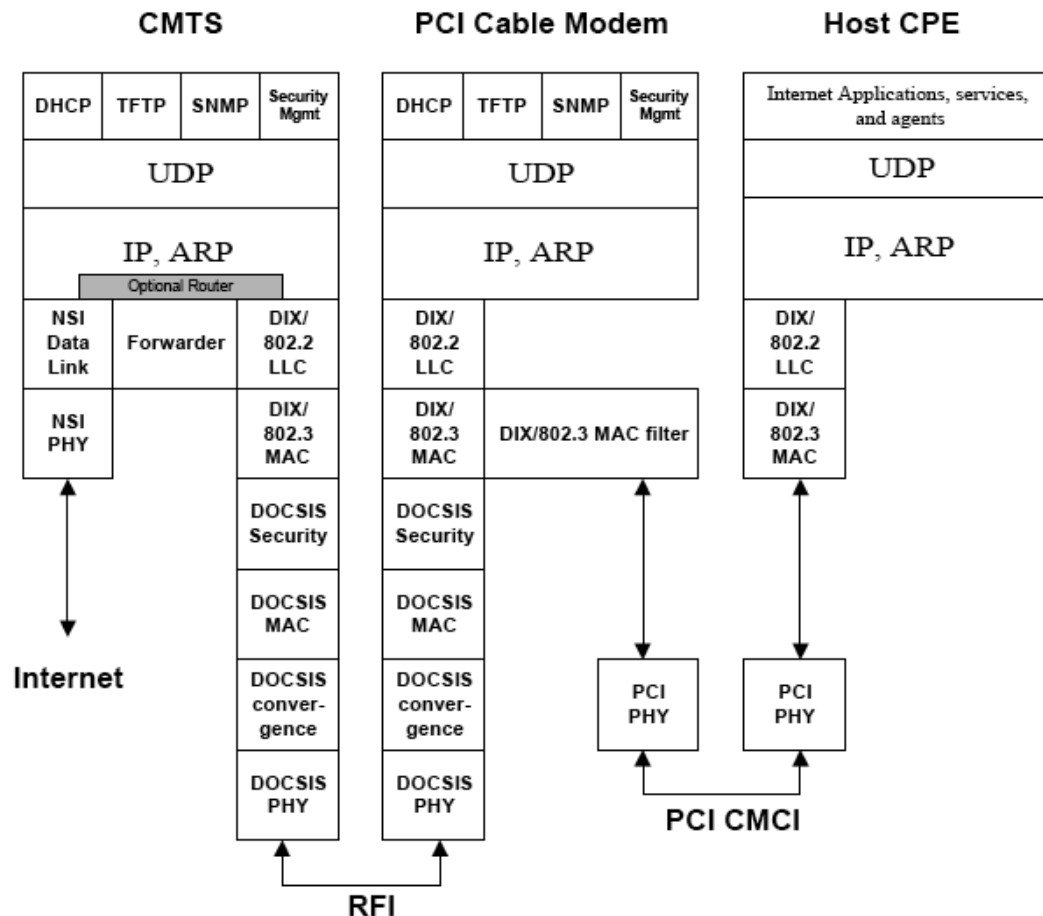 CMTS
PCI Cable Modem
Host CPE
DHCP
TFTP
SNMP
Security
Mgmt
UDP
IP, ARP
Optional Router
NSI
Data
Link
Forwarder
DIX/
802.2
LLC
NSI
PHY
DIX/
802.3
MAC
DOCSIS
Security
DOCSIS
MAC
DOCSIS
conver-
gence
DOCSIS
PHY
Internet
DHCP
TFTP
SNMP
Security
Mgmt
UDP
IP, ARP
DIX/
802.2
LLC
DIX/
802.3
MAC
DIX/802.3 MAC filter
DOCSIS
Security
DOCSIS
MAC
DOCSIS
conver-
gence
DOCSIS
PHY
PCI
PHY
Internet Applications, services,
and agents
UDP
IP, ARP
DIX/
802.2
LLC
DIX/
802.3
MAC
PCI
PHY
PCI CMCI
RFI